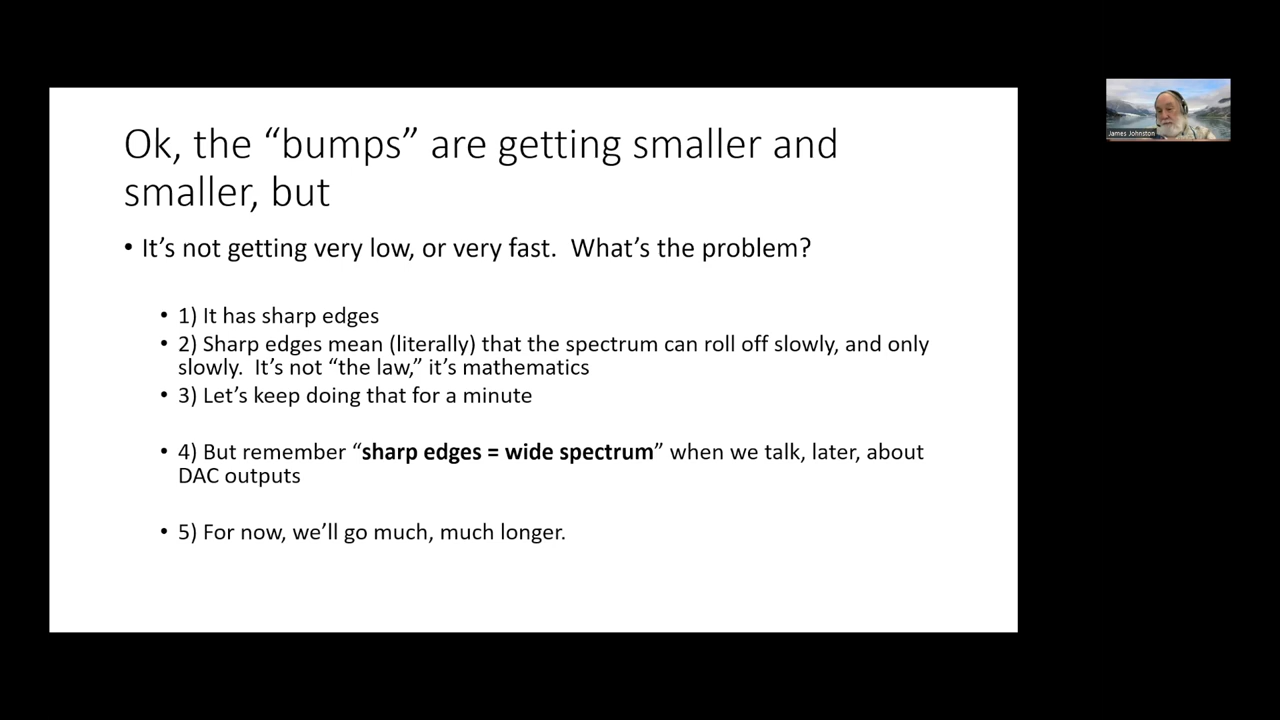 Ok, the “bumps” are getting smaller and
smaller, but
• It’s not getting very low, or very fast.  What’s the problem?
• 1) It has sharp edges
• 2) Sharp edges mean (literally) that the spectrum can roll off slowly, and only
slowly.  It’s not “the law,” it’s mathematics
• 3) Let’s keep doing that for a minute
• 4) But remember “sharp edges = wide spectrum” when we talk, later, about
DAC outputs
• 5) For now, we’ll go much, much longer.
James Johnston